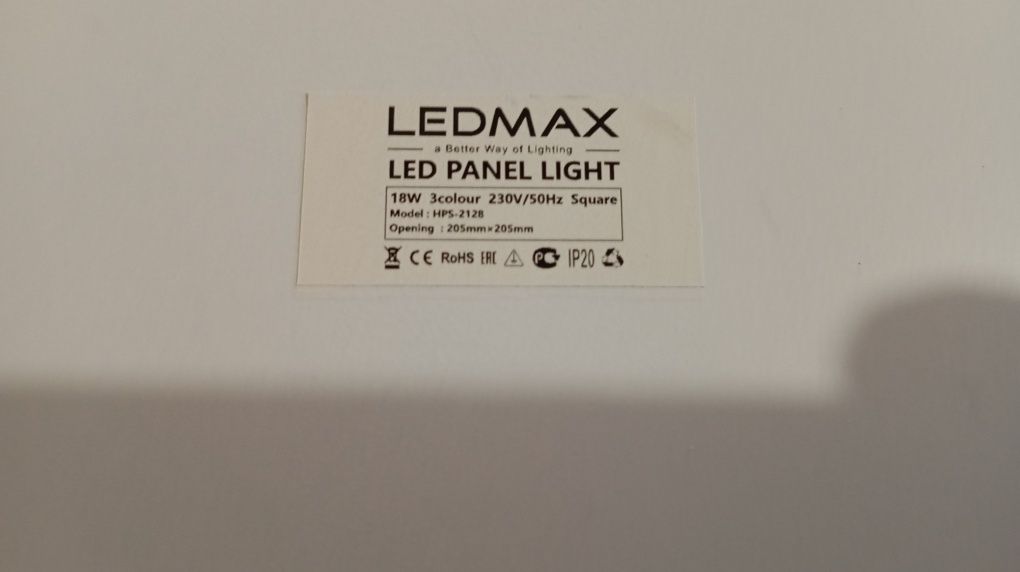 LEDMAX
a Better Way of Lighting
LED PANEL LIGHT
18W 3colour 230V/50Hz Square
Model : HPS-2128
Opening : 205mm×205mm
CE RoHS EAC IP20